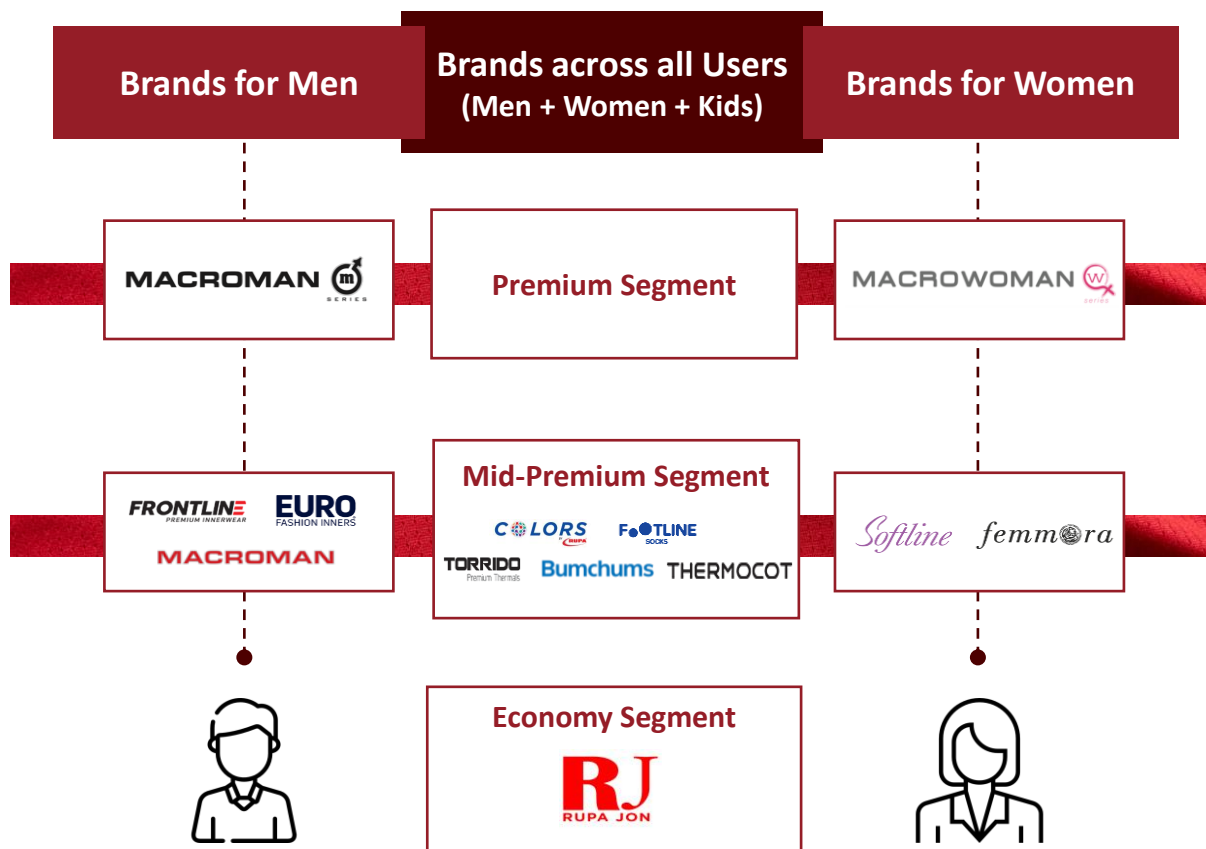 Brands for Men
Brands across all Users
(Men + Women + Kids)
Brands for Women
MACROMAN m
SERIES
Premium Segment
MACROWOMAN W
series
FRONTLINE
PREMIUM INNERWEAR
EURO
FASHION INNERS
MACROMAN
Mid-Premium Segment
COLORS
RUPA
FOOTLINE
SOCKS
TORRIDO
Premium Thermals
Bumchums
THERMOCOT
Softline
femmora
Economy Segment
RJ
RUPA JON